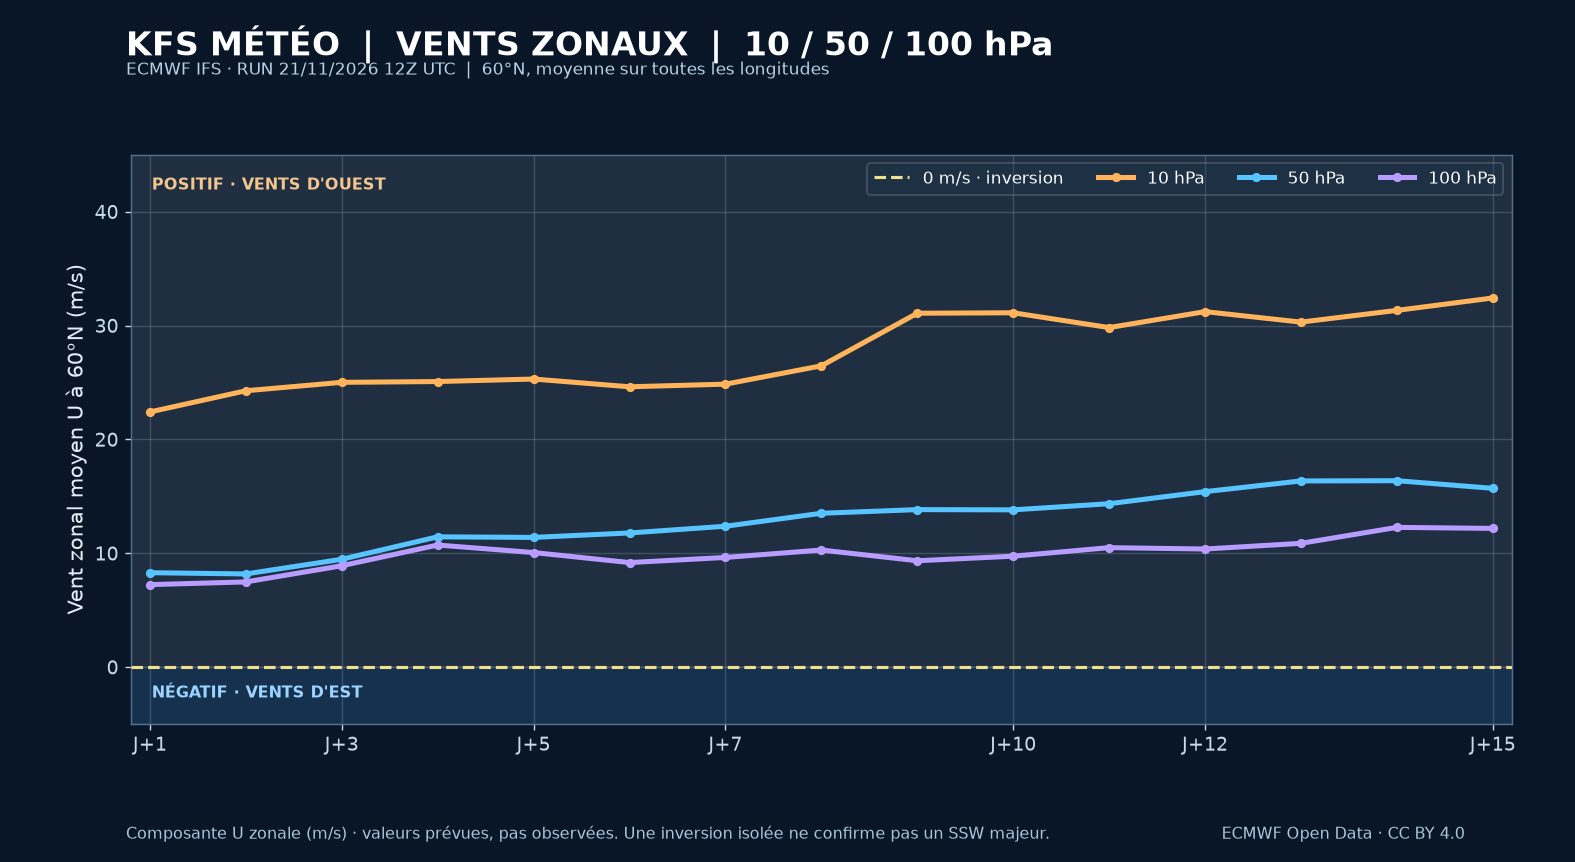 KFS MÉTÉO | VENTS ZONAUX | 10 / 50 / 100 hPa
ECMWF IFS · RUN 21/11/2026 12Z UTC | 60°N, moyenne sur toutes les longitudes
POSITIF · VENTS D'OUEST
0 m/s · inversion
10 hPa
50 hPa
100 hPa
Vent zonal moyen U à 60°N (m/s)
40
30
20
10
0
NÉGATIF · VENTS D'EST
J+1
J+3
J+5
J+7
J+10
J+12
J+15
Composante U zonale (m/s) · valeurs prévues, pas observées. Une inversion isolée ne confirme pas un SSW majeur.
ECMWF Open Data · CC BY 4.0